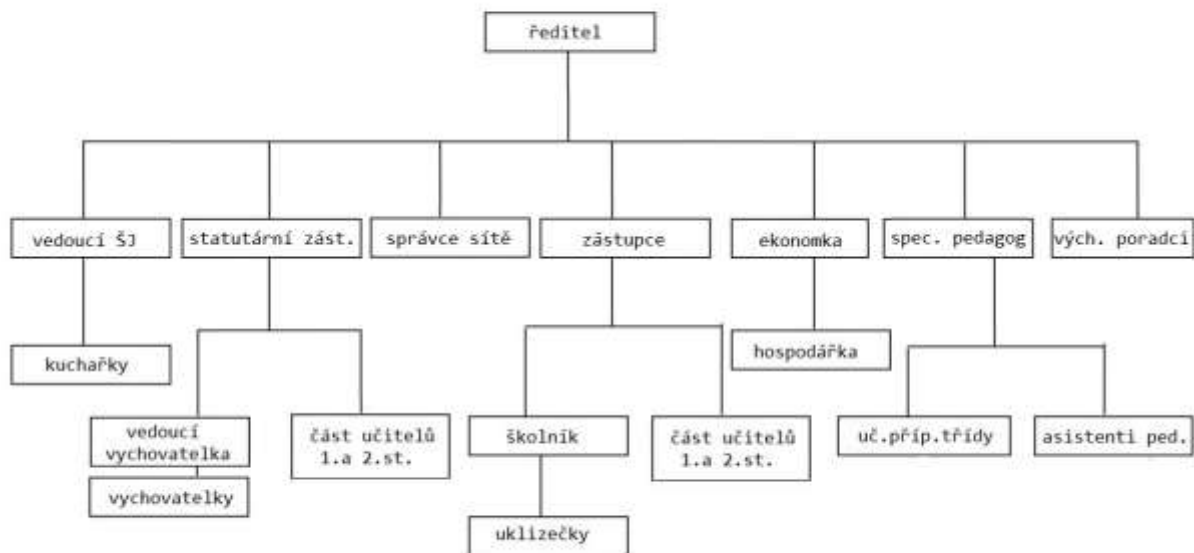 ředitel
vedoucí ŠJ
statutární zást.
správce sítě
zástupce
ekonomka
spec. pedagog
vých. poradci
kuchařky
hospodářka
vedoucí
vychovatelka
část učitelů
1.a 2.st.
školník
část učitelů
1.a 2.st.
uč.příp.třídy
asistenti ped.
vychovatelky
uklizečky